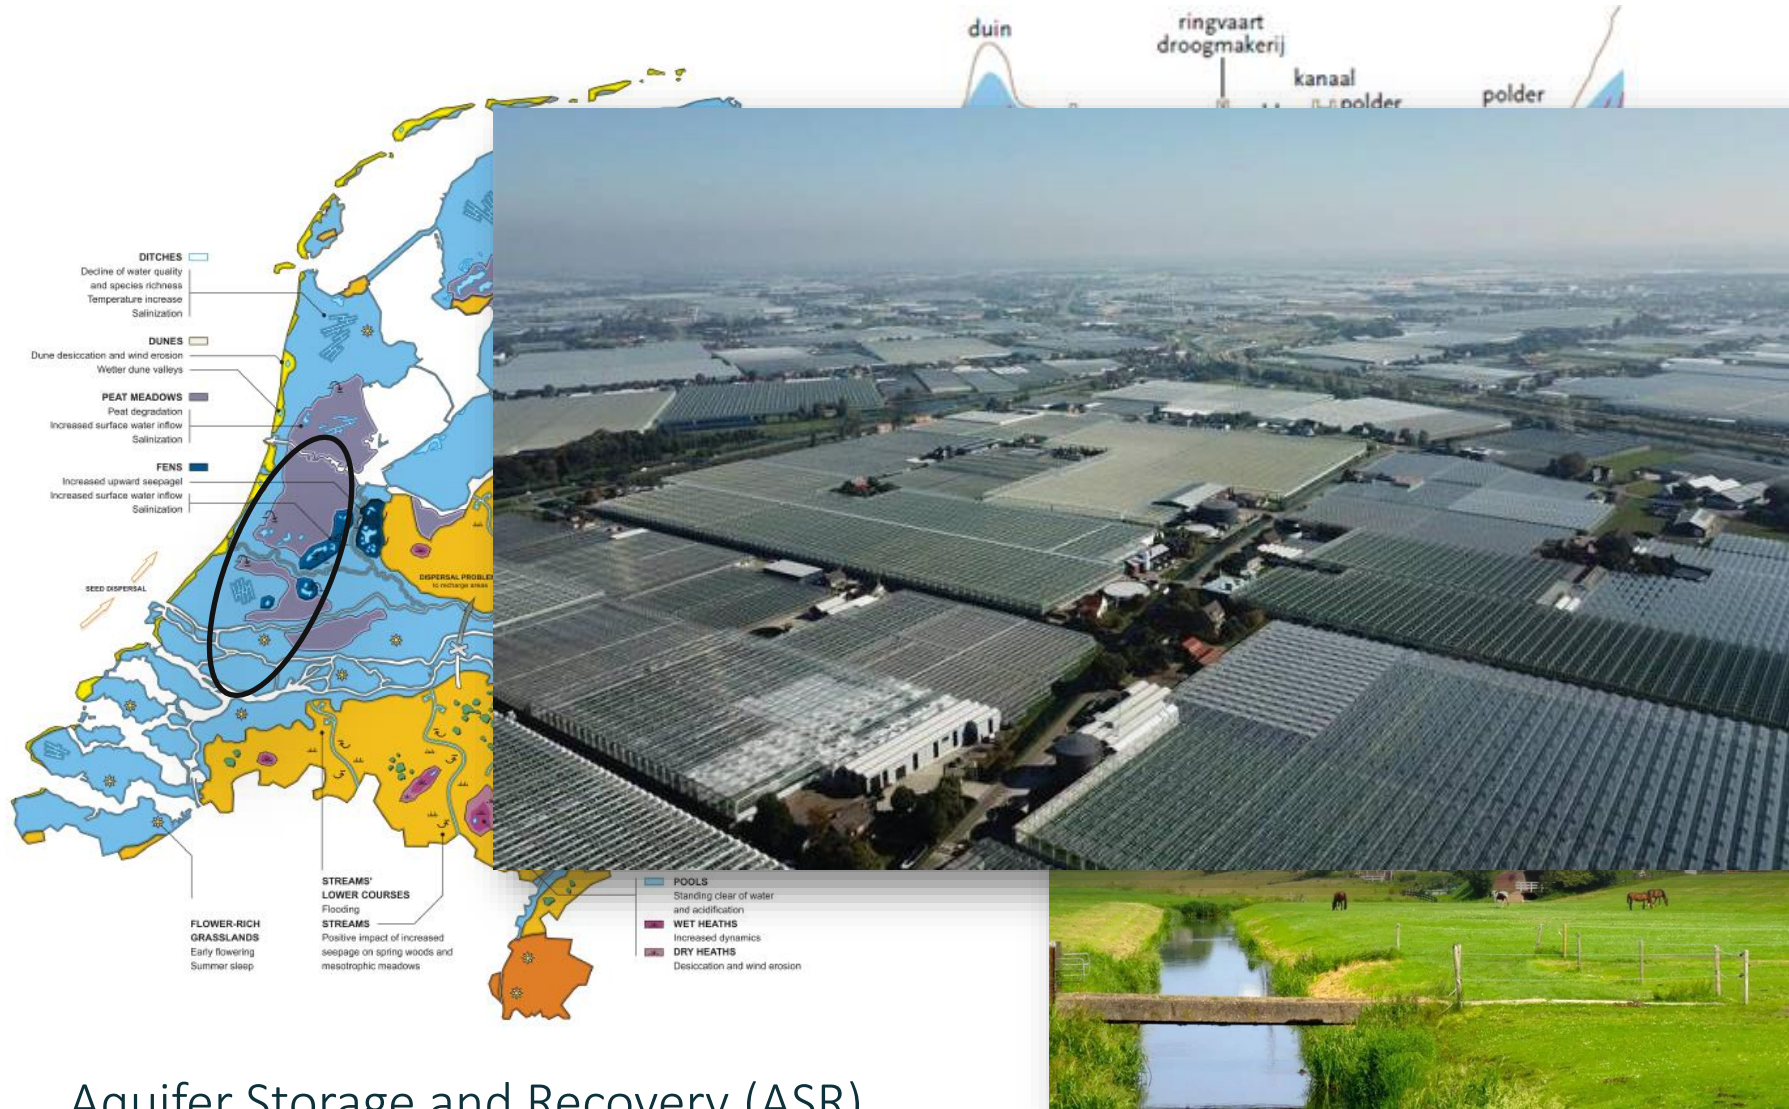 duin
ringvaart
droogmakerij
kanaal
polder
polder
DITCHES
Decline of water quality
and species richness
Temperature increase
Salinization
DUNES
Dune desiccation and wind erosion
Wetter dune valleys
PEAT MEADOWS
Peat degradation
Increased surface water inflow
Salinization
FENS
Increased upward seepagel
Increased surface water inflow
Salinization
SEED DISPERSAL
DISPERSAL PROBLE
to recharge areas
STREAMS'
LOWER COURSES
Flooding
STREAMS
Positive impact of increased
seepage on spring woods and
mesotrophic meadows
FLOWER-RICH
GRASSLANDS
Early flowering
Summer sleep
POOLS
Standing clear of water
and acidification
WET HEATHS
Increased dynamics
DRY HEATHS
Desiccation and wind erosion
Aquifer Storage and Recovery (ASR)